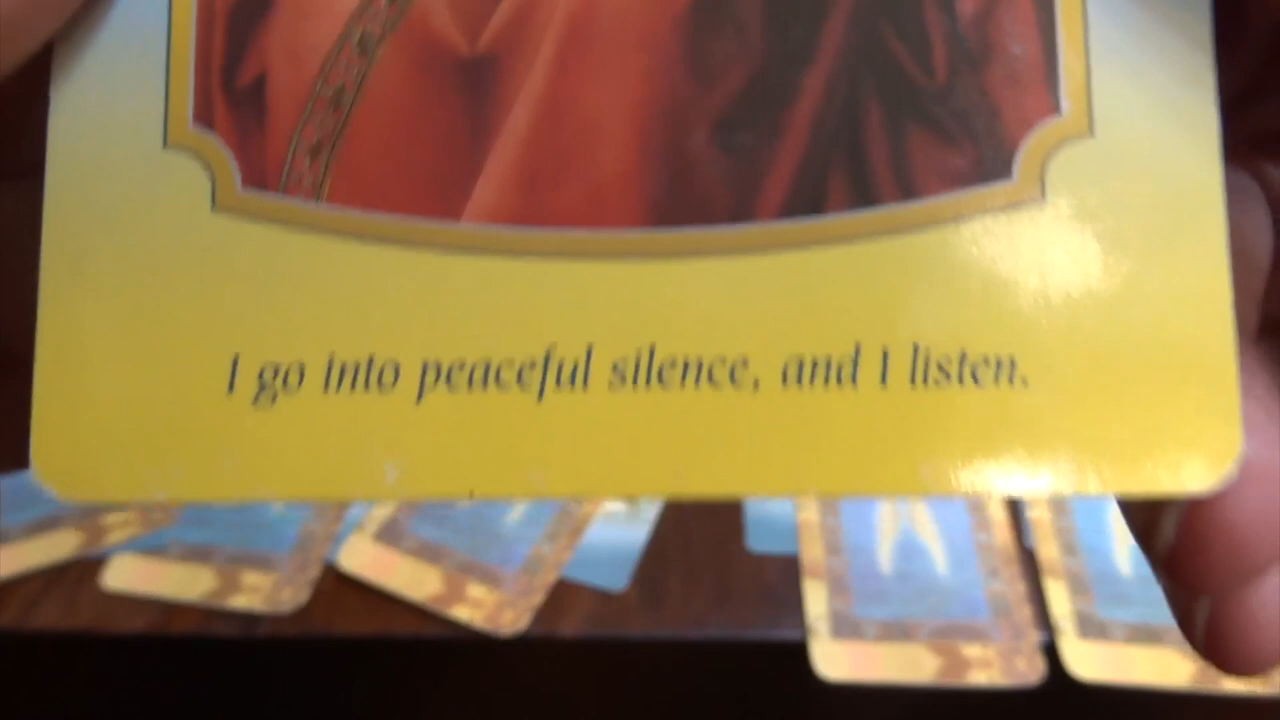 I go into peaceful silence, and I listen.